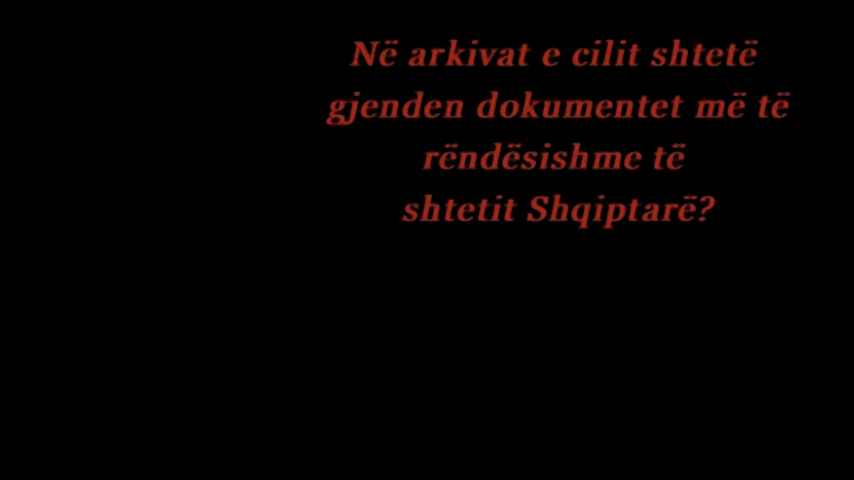 Në arkivat e cilit shtetë
gjenden dokumentet më të
rëndësishme të
shtetit Shqiptarë?